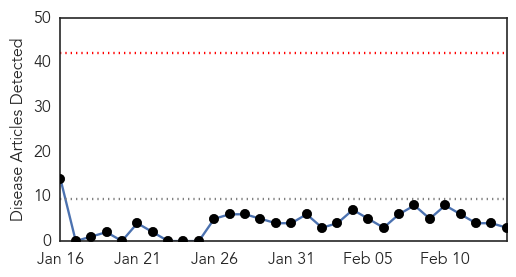 50
40
30
20
10
0
Disease Articles Detected
Jan 16
Jan 21
Jan 26
Jan 31
Feb 05
Feb 10